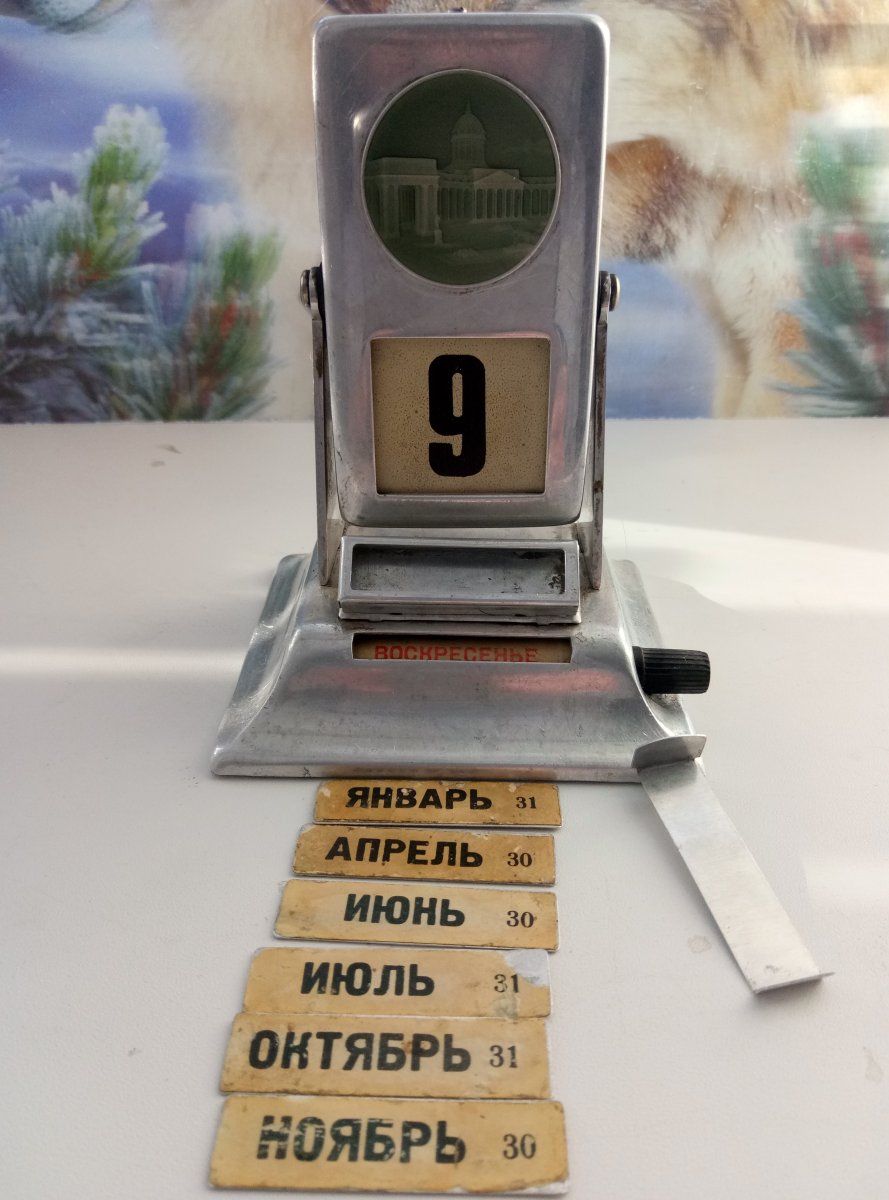 9
ВОСКРЕСЕНЬЕ
ЯНВАРЬ 31
АПРЕЛЬ 30
ИЮНЬ 30
ИЮЛЬ 31
ОКТЯБРЬ 31
НОЯБРЬ 30